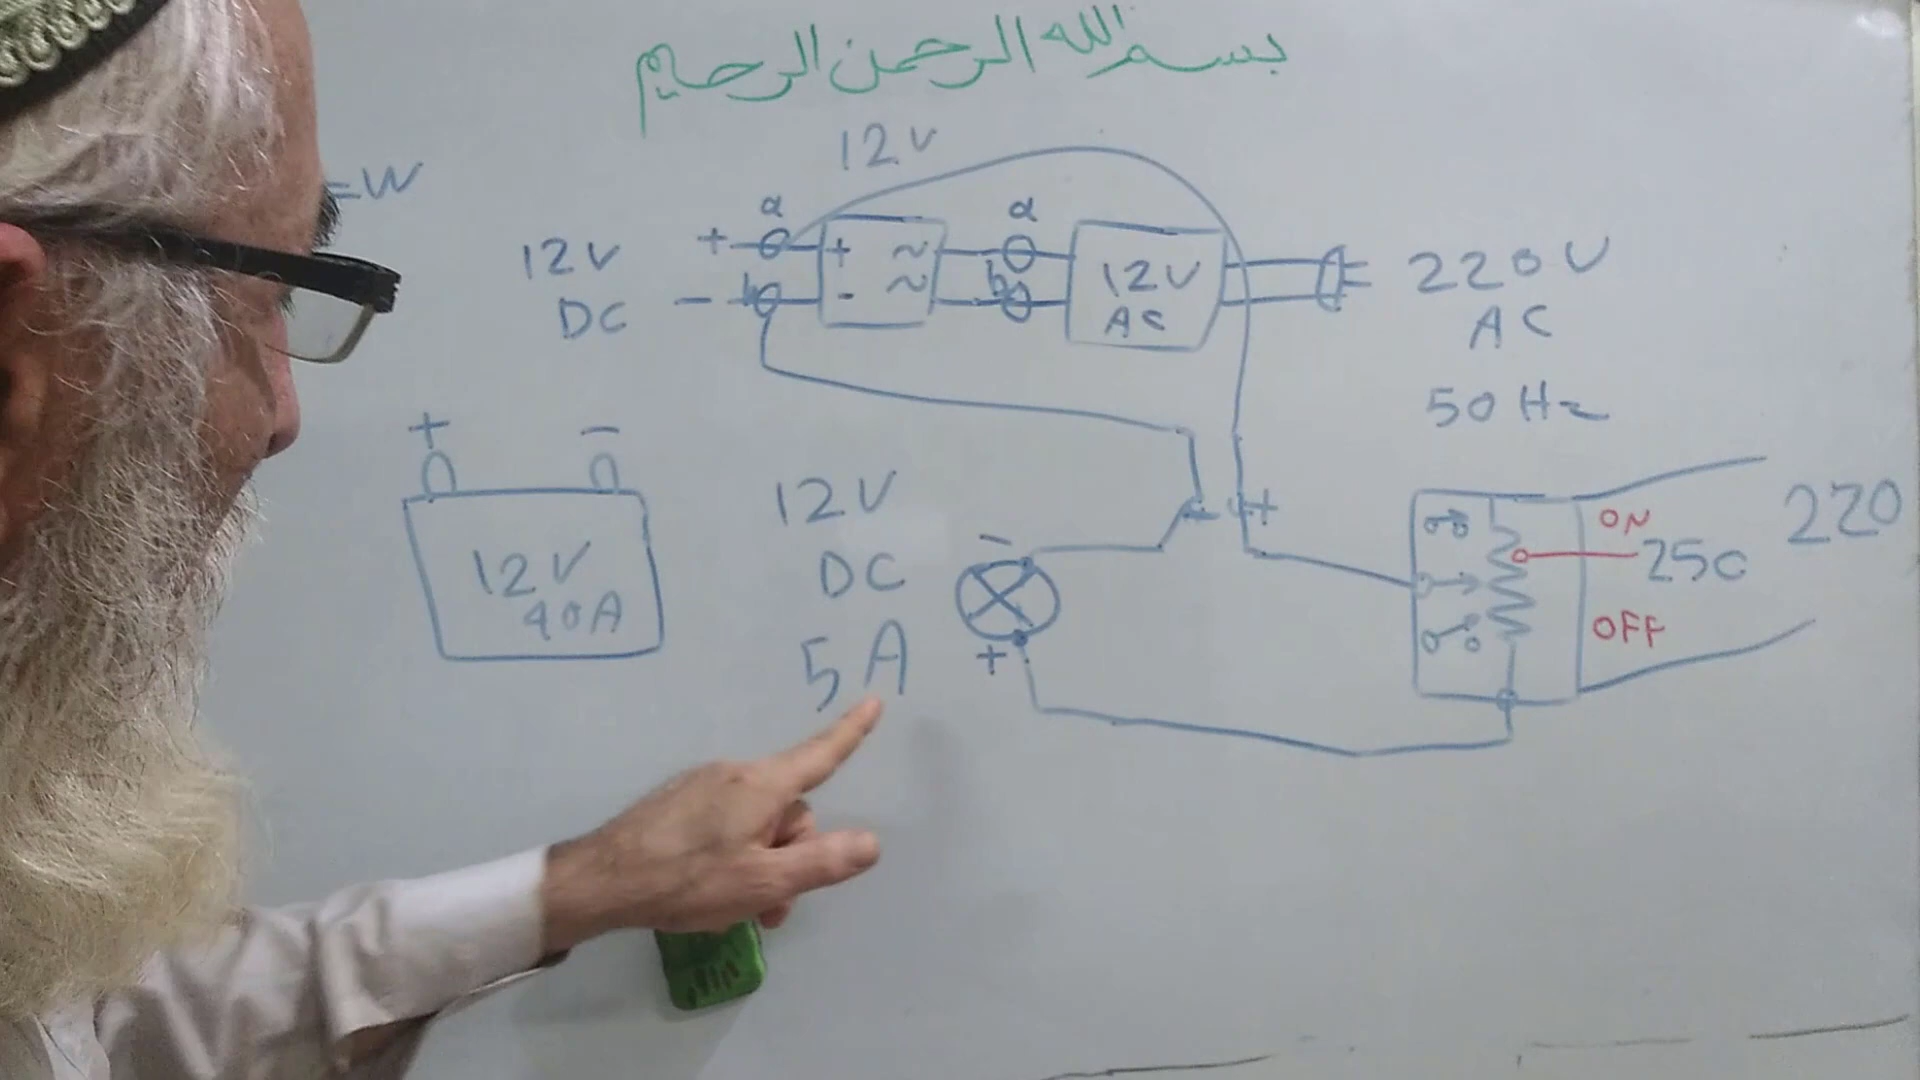 بسم الله الرحمن الرحيم
12V
=W
α α
12V + + ~ 12V 220V
DC - b - ~ b AC AC
50Hz
+ -
12V
40A
12V
DC
5A
- +
- +
ON
250
220
OFF